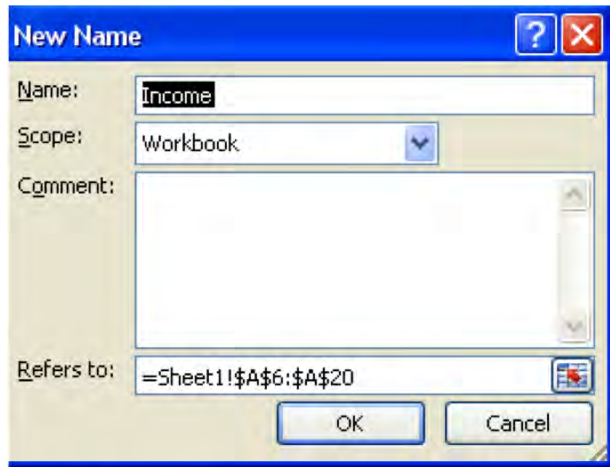 New Name ?
Name: Income
Scope: Workbook
Comment:
Refers to: =Sheet1!$A$6:$A$20
OK Cancel